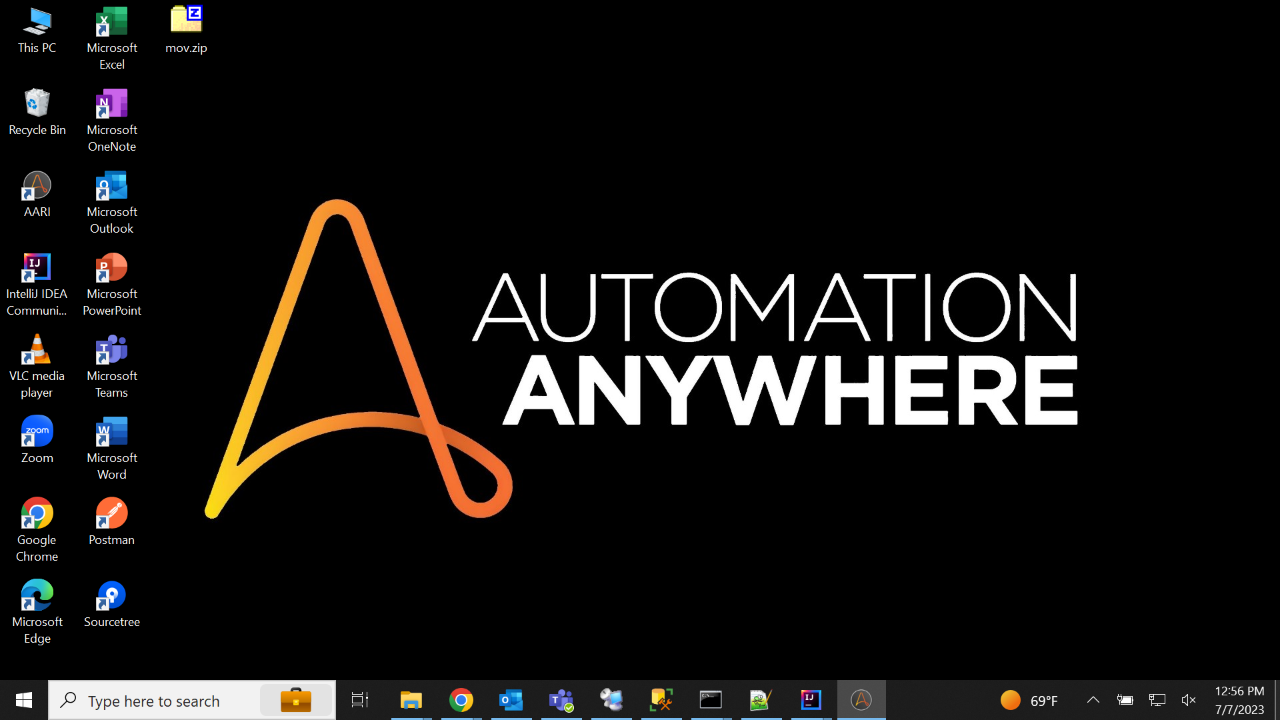 This PC
Microsoft
Excel
mov.zip
Recycle Bin
Microsoft
OneNote
AARI
Microsoft
Outlook
IntelliJ IDEA
Communi...
Microsoft
PowerPoint
VLC media
player
Microsoft
Teams
Zoom
Microsoft
Word
Google
Chrome
Postman
Microsoft
Edge
Sourcetree
AUTOMATION
ANYWHERE
Type here to search
69°F
12:56 PM
7/7/2023